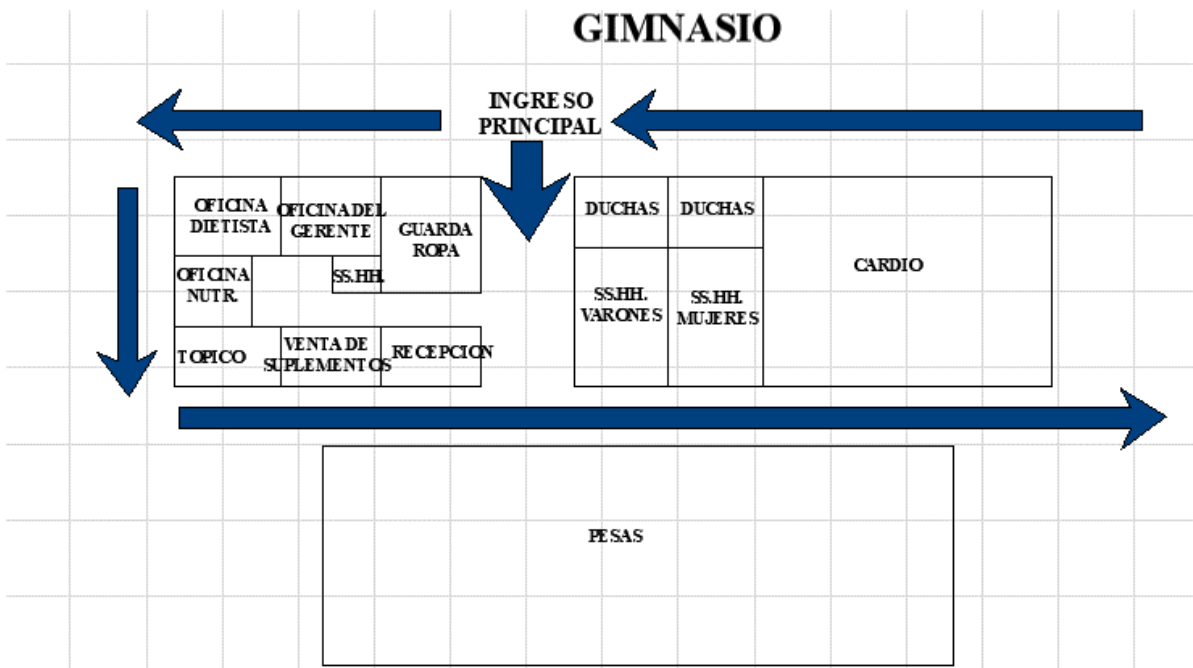 GIMNASIO
INGRESO
PRINCIPAL
OFICINA
DIETISTA
OFICINA DEL
GERENTE
GUARDA
ROPA
DUCHAS
DUCHAS
CARDIO
OFICINA
NUTR.
SS.HH.
SS.HH.
VARONES
SS.HH.
MUJERES
TOPICO
VENTA DE
SUPLEMENTOS
RECEPCION
PESAS